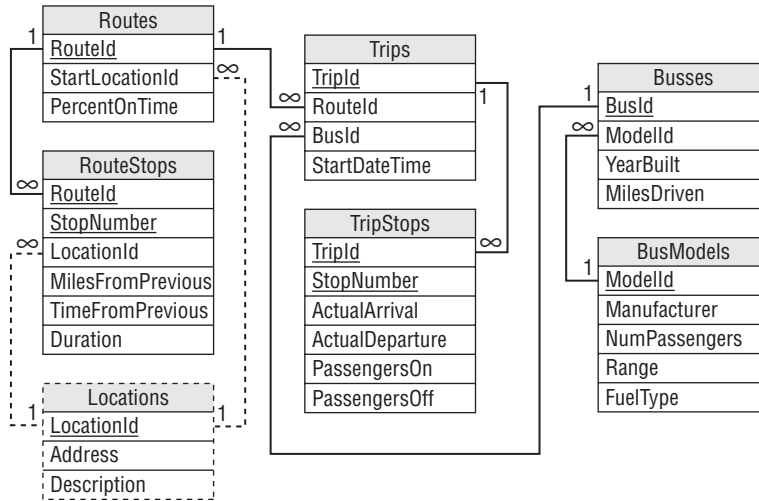 Routes
1
RouteId
1
StartLocationId
∞
PercentOnTime
RouteStops
∞
RouteId
StopNumber
∞
LocationId
MilesFromPrevious
TimeFromPrevious
Duration
Locations
1
LocationId
1
Address
Description
Trips
TripId
1
∞
RouteId
∞
BusId
StartDateTime
TripStops
TripId
∞
StopNumber
ActualArrival
ActualDeparture
PassengersOn
PassengersOff
Busses
1
BusId
∞
ModelId
YearBuilt
MilesDriven
BusModels
1
ModelId
Manufacturer
NumPassengers
Range
FuelType